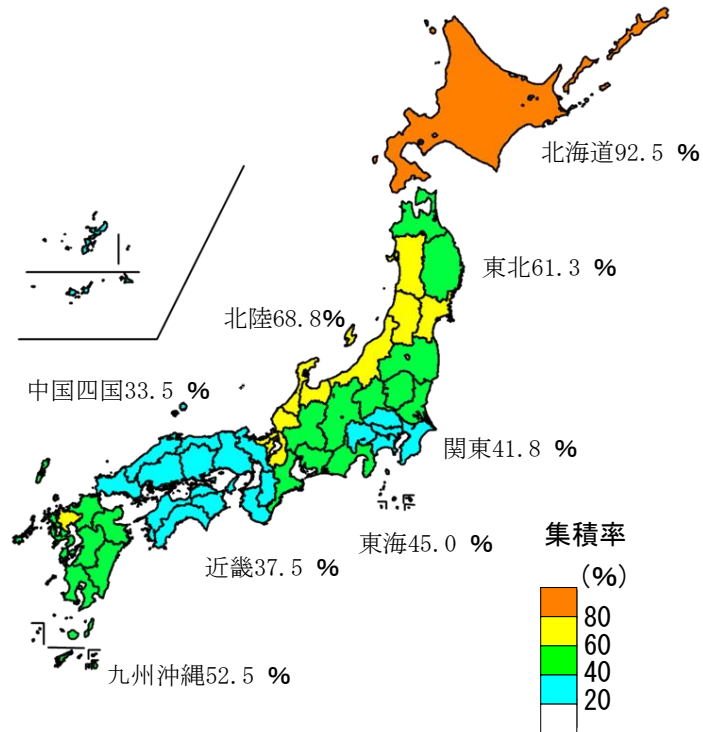 北海道92.5 %
東北61.3 %
北陸68.8%
中国四国33.5 %
関東41.8 %
東海45.0 %
近畿37.5 %
九州沖縄52.5 %
集積率
(%)
80
60
40
20